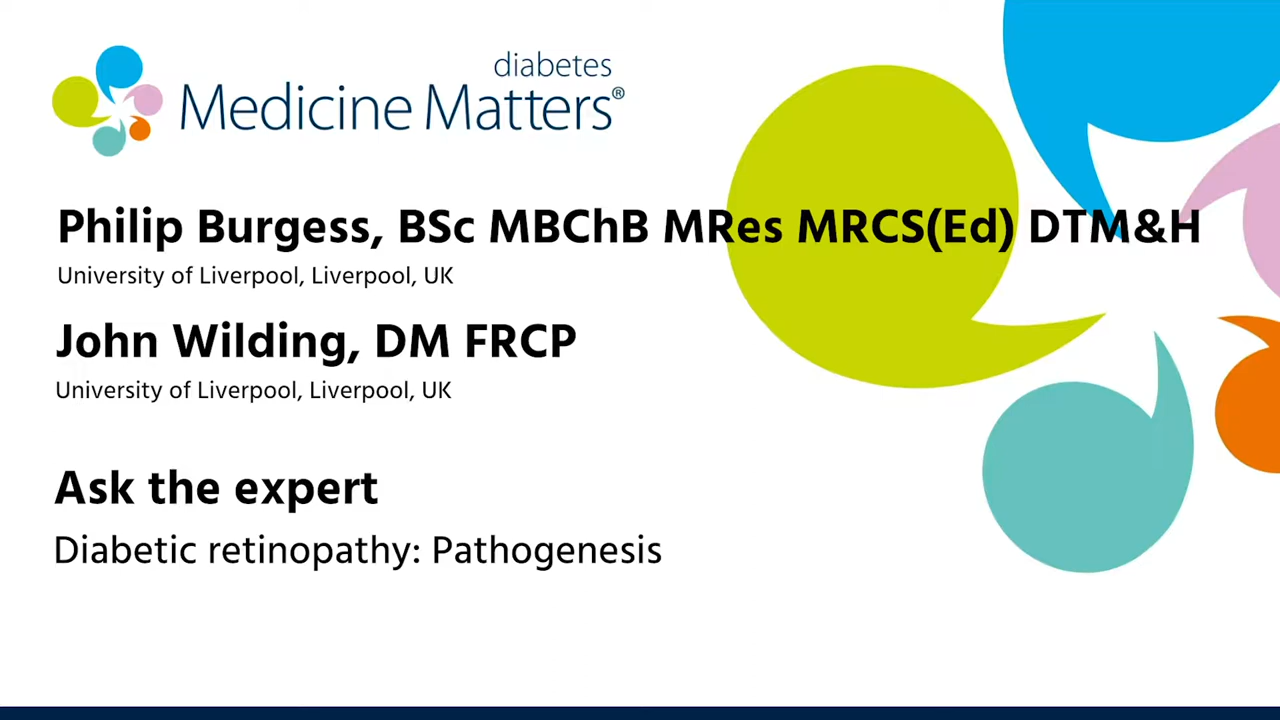 diabetes
Medicine Matters®
Philip Burgess, BSc MBChB MRes MRCS(Ed) DTM&H
University of Liverpool, Liverpool, UK
John Wilding, DM FRCP
University of Liverpool, Liverpool, UK
Ask the expert
Diabetic retinopathy: Pathogenesis